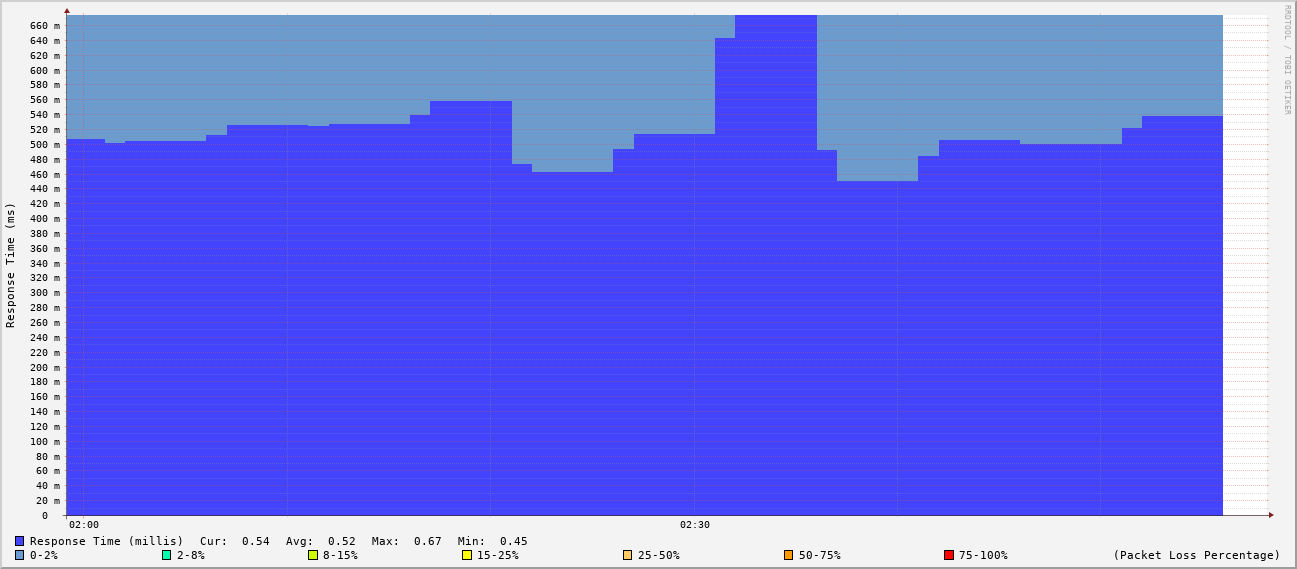 RRDTOOL / TOBI OETIKER
Response Time (ms)
660 m
640 m
620 m
600 m
580 m
560 m
540 m
520 m
500 m
480 m
460 m
440 m
420 m
400 m
380 m
360 m
340 m
320 m
300 m
280 m
260 m
240 m
220 m
200 m
180 m
160 m
140 m
120 m
100 m
80 m
60 m
40 m
20 m
0
02:00 02:30
Response Time (millis) Cur: 0.54 Avg: 0.52 Max: 0.67 Min: 0.45
0-2% 2-8% 8-15% 15-25% 25-50% 50-75% 75-100% (Packet Loss Percentage)